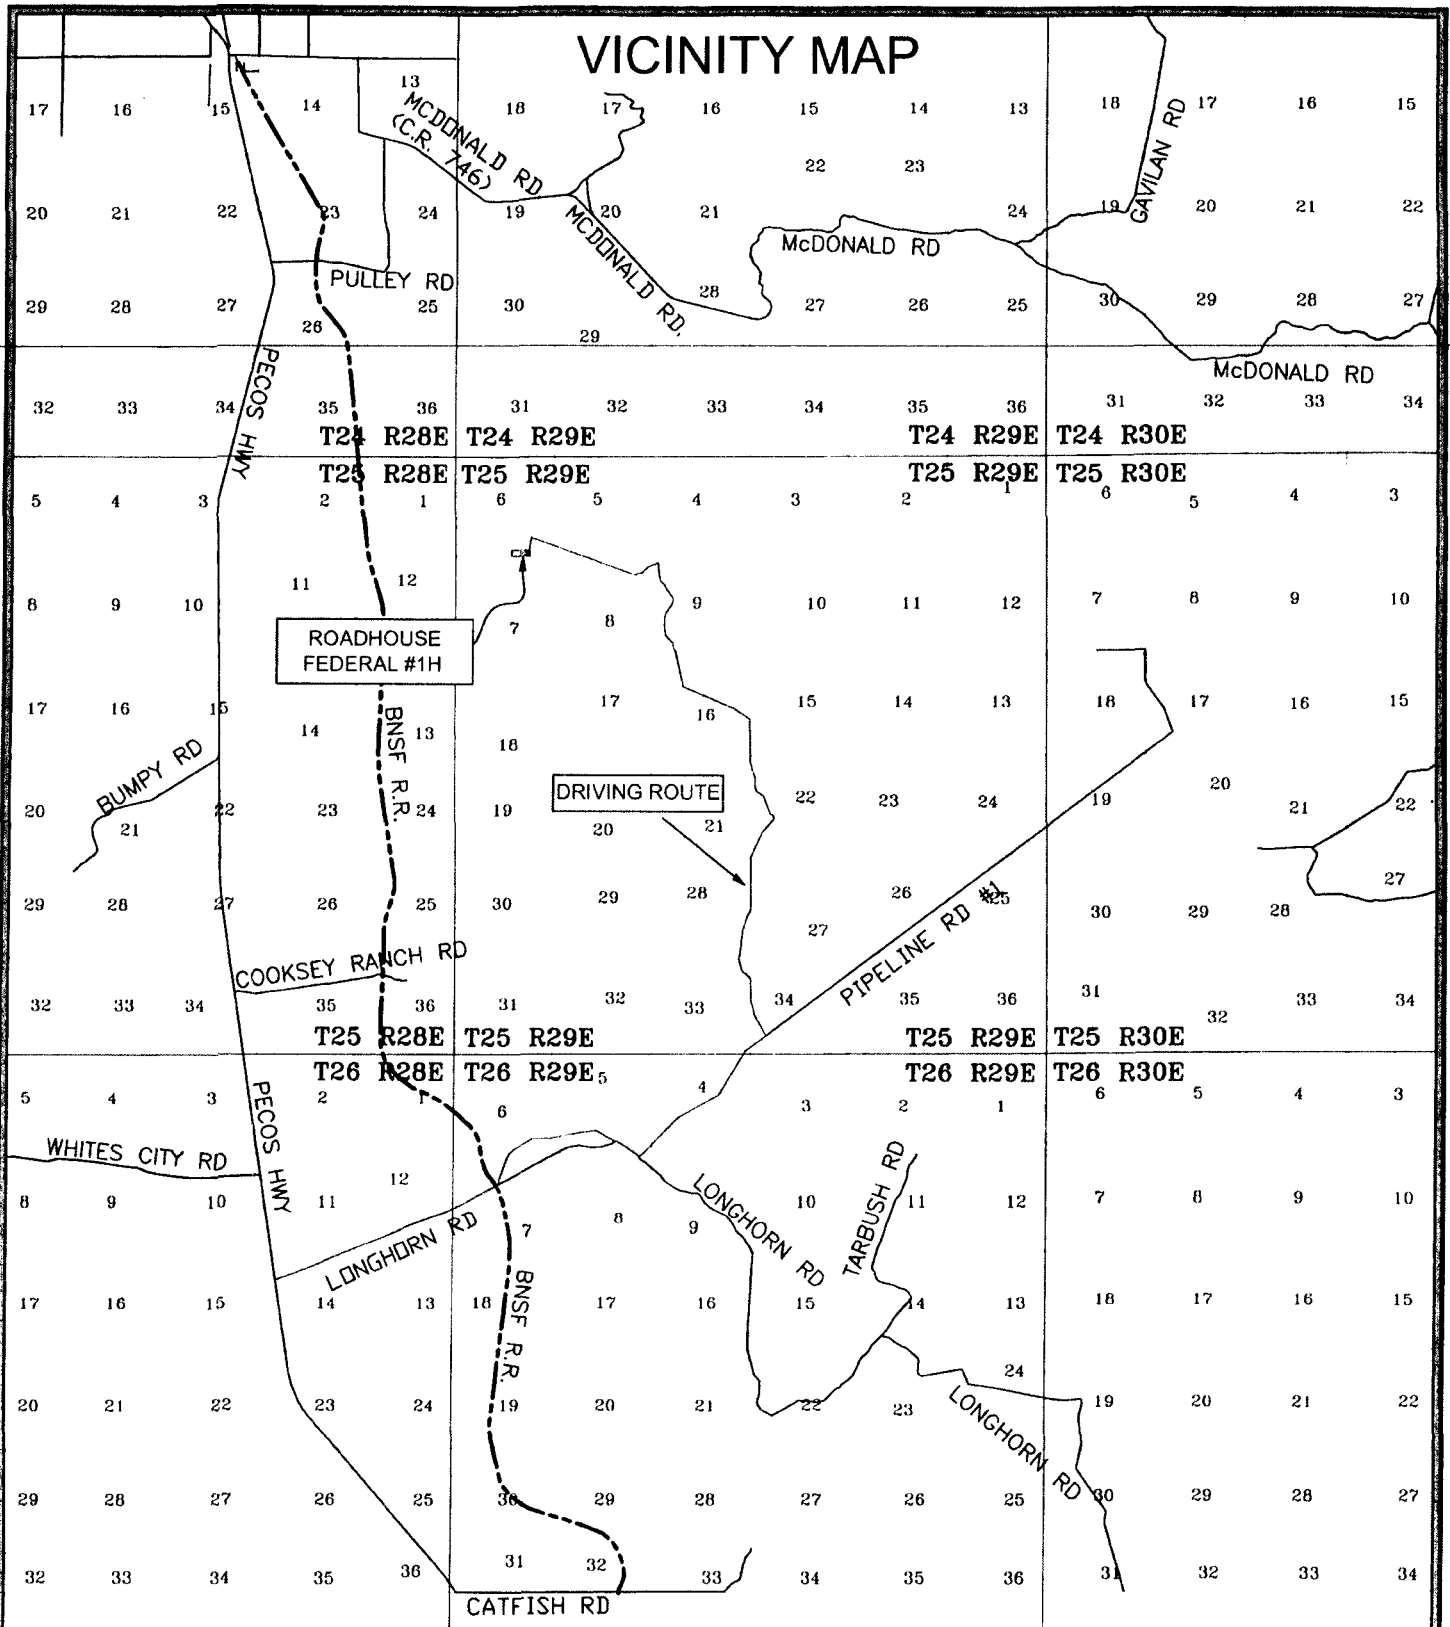 VICINITY MAP
13
17 16 15 14 18 17 16 15 14 13 18 17 16 15
MCDONALD RD
(C.R. 746)
GAVILAN RD
22 23
20 21 22 23 24 19 20 21 24 19 20 21 22
MCDONALD RD.
McDONALD RD
PULLEY RD
29 28 27 26 25 30 29 28 27 26 25 30 29 28 27
McDONALD RD
PECOS HWY
32 33 34 35 36 31 32 33 34 35 36 31 32 33 34
T24 R28E T24 R29E T24 R29E T24 R30E
T25 R28E T25 R29E T25 R29E T25 R30E
5 4 3 2 1 6 5 4 3 2 1 6 5 4 3
11 12
8 9 10 7 8 9 10 11 12 7 8 9 10
ROADHOUSE
FEDERAL #1H
17 16 15 14 13 18 17 16 15 14 13 18 17 16 15
BNSF R.R.
BUMPY RD
DRIVING ROUTE
20 21 22 23 24 19 20 21 22 23 24 19 20 21 22
29 28 27 26 25 30 29 28 27 26 25 30 29 28 27
PIPELINE RD #1
COOKSEY RANCH RD
32 33 34 35 36 31 32 33 34 35 36 31 32 33 34
T25 R28E T25 R29E T25 R29E T25 R30E
T26 R28E T26 R29E T26 R29E T26 R30E
5 4 3 2 1 6 5 4 3 2 1 6 5 4 3
PECOS HWY
WHITES CITY RD
TARBUSH RD
8 9 10 11 12 7 8 9 10 11 12 7 8 9 10
LONGHORN RD
LONGHORN RD
17 16 15 14 13 18 17 16 15 14 13 18 17 16 15
BNSF R.R.
20 21 22 23 24 19 20 21 22 23 24 19 20 21 22
LONGHORN RD
29 28 27 26 25 30 29 28 27 26 25 30 29 28 27
32 33 34 35 36 31 32 33 34 35 36 31 32 33 34
CATFISH RD